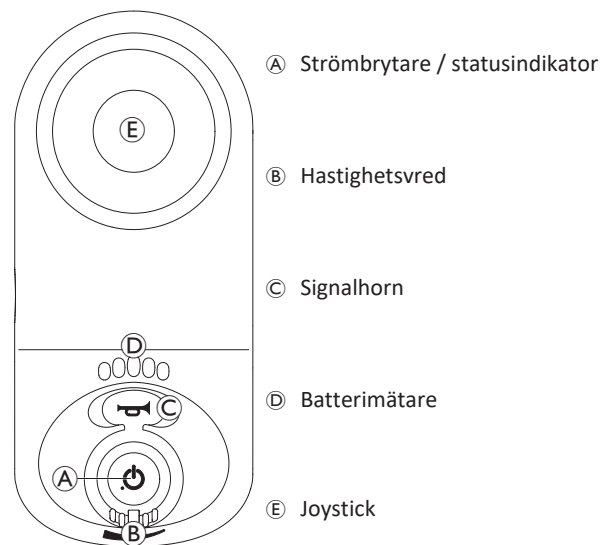 Ⓔ
Ⓓ
Ⓒ
Ⓐ
Ⓑ
Ⓐ Strömbrytare / statusindikator
Ⓑ Hastighetsvred
Ⓒ Signalhorn
Ⓓ Batterimätare
Ⓔ Joystick